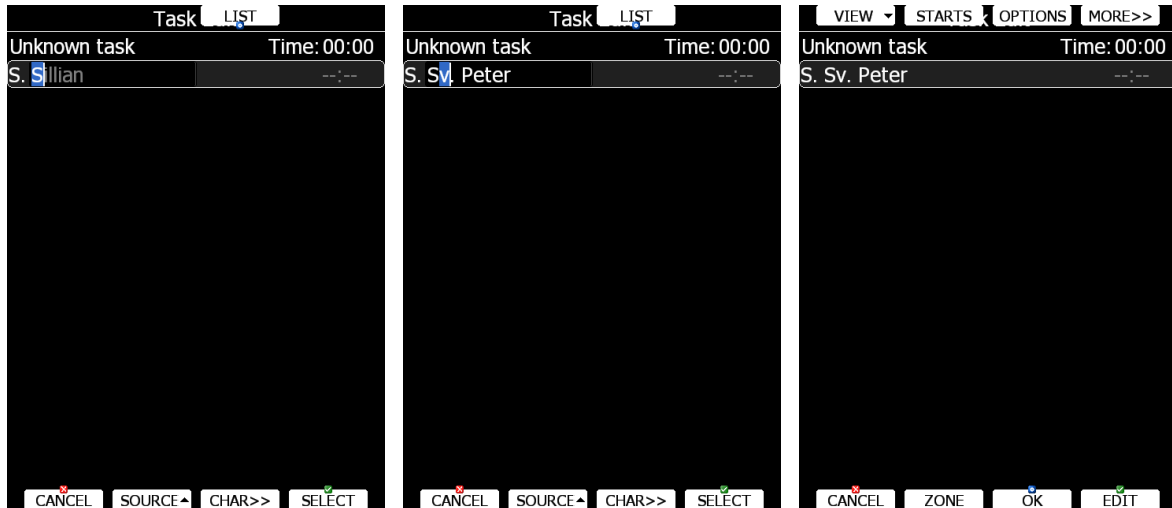 Task LIST
Unknown task Time: 00:00
S. Sillian --:--
CANCEL SOURCE CHAR>> SELECT
Task LIST
Unknown task Time: 00:00
S. Sv. Peter --:--
CANCEL SOURCE CHAR>> SELECT
VIEW STARTS OPTIONS MORE>>
Unknown task Time: 00:00
S. Sv. Peter --:--
CANCEL ZONE OK EDIT